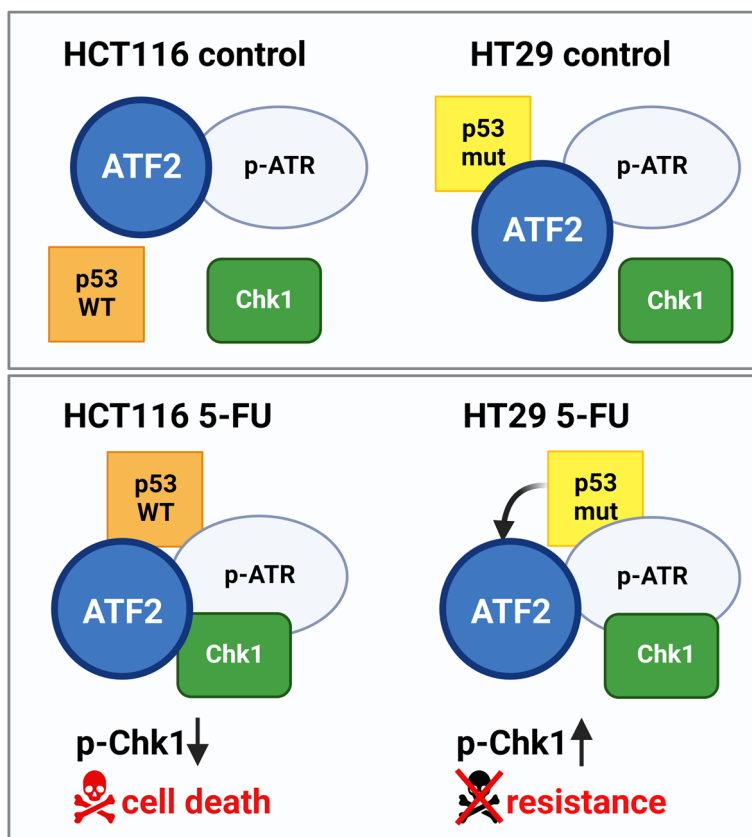 HCT116 control
HT29 control
ATF2
p-ATR
p53
WT
Chk1
p53
mut
p-ATR
ATF2
Chk1
HCT116 5-FU
HT29 5-FU
p53
WT
p-ATR
ATF2
Chk1
p53
mut
p-ATR
ATF2
Chk1
p-Chk1
cell death
p-Chk1
resistance